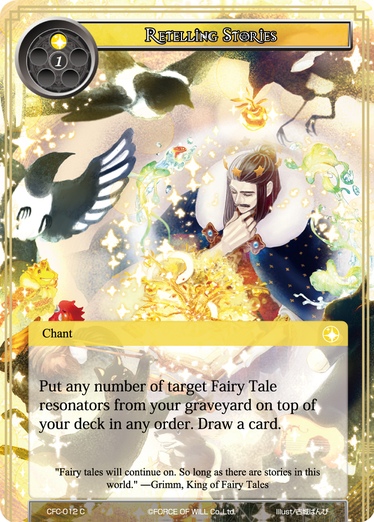 Retelling Stories
1
Chant
Put any number of target Fairy Tale
resonators from your graveyard on top of
your deck in any order. Draw a card.
"Fairy tales will continue on. So long as there are stories in this
world." —Grimm, King of Fairy Tales
CFC-012 C ©FORCE OF WILL Co.,Ltd. Illust/